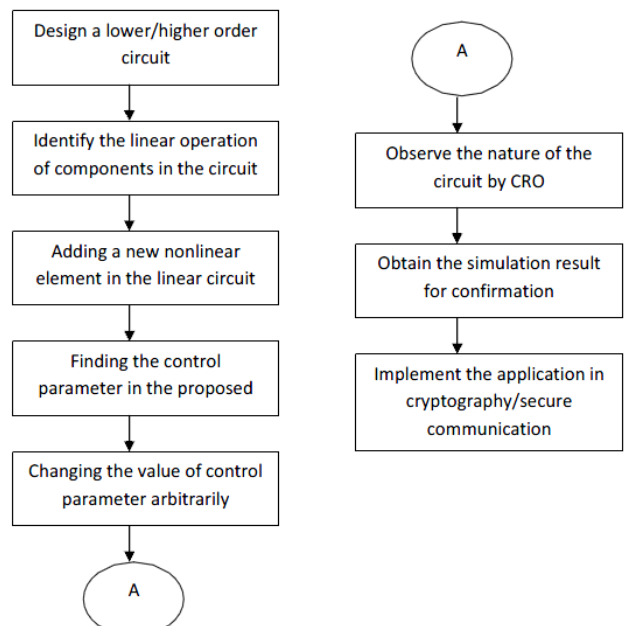 Design a lower/higher order
circuit
Identify the linear operation
of components in the circuit
Adding a new nonlinear
element in the linear circuit
Finding the control
parameter in the proposed
Changing the value of control
parameter arbitrarily
A
A
Observe the nature of the
circuit by CRO
Obtain the simulation result
for confirmation
Implement the application in
cryptography/secure
communication